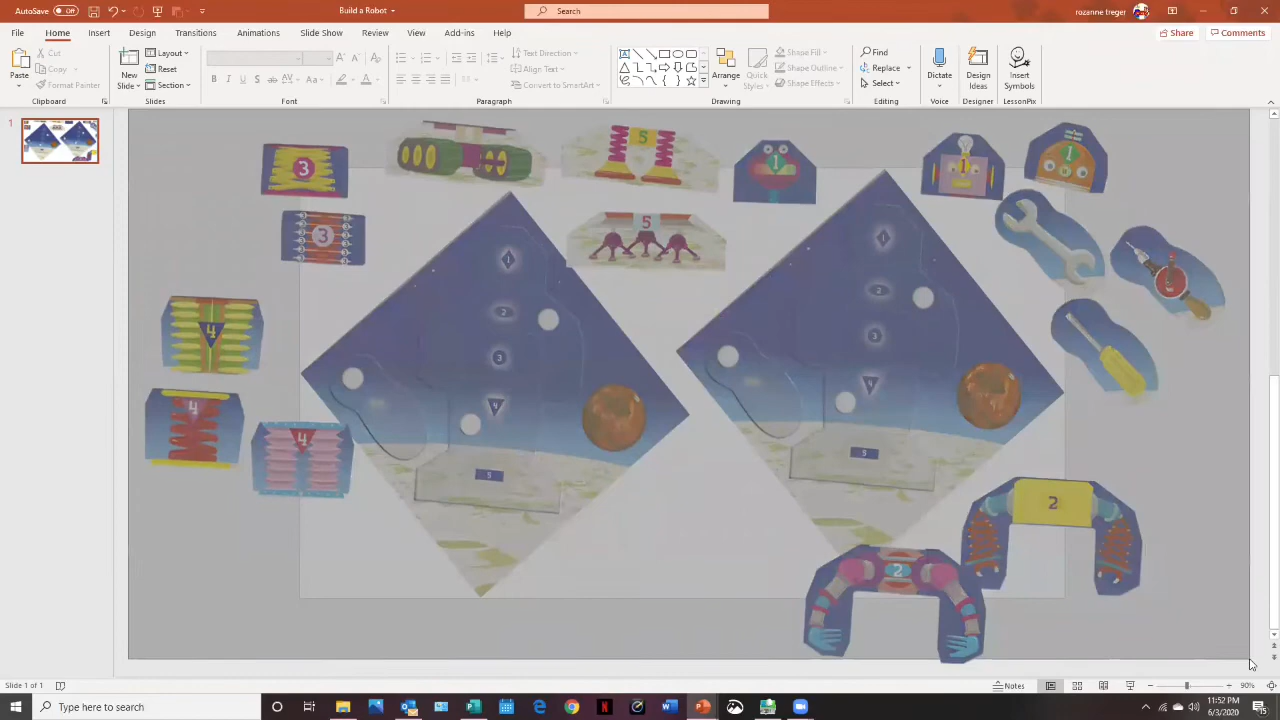 AutoSave Off Build a Robot Search rozanne treger
File Home Insert Design Transitions Animations Slide Show Review View Add-ins Help Share Comments
Paste Cut Copy Format Painter Clipboard
New Slide Layout Reset Section Slides
B I U S ab AV Aa A Font
Text Direction Align Text Convert to SmartArt Paragraph
Arrange Quick Styles Shape Fill Shape Outline Shape Effects Drawing
Find Replace Select Editing
Dictate Voice
Design Ideas Designer
Insert Symbols LessonPix
1
3 5 1 1 1
3 5
1 1
2 2
3 3
4 4 4
4 4
5 5
2
2
Slide 1 of 1 Notes 90%
Type here to search
11:52 PM
6/3/2020
15